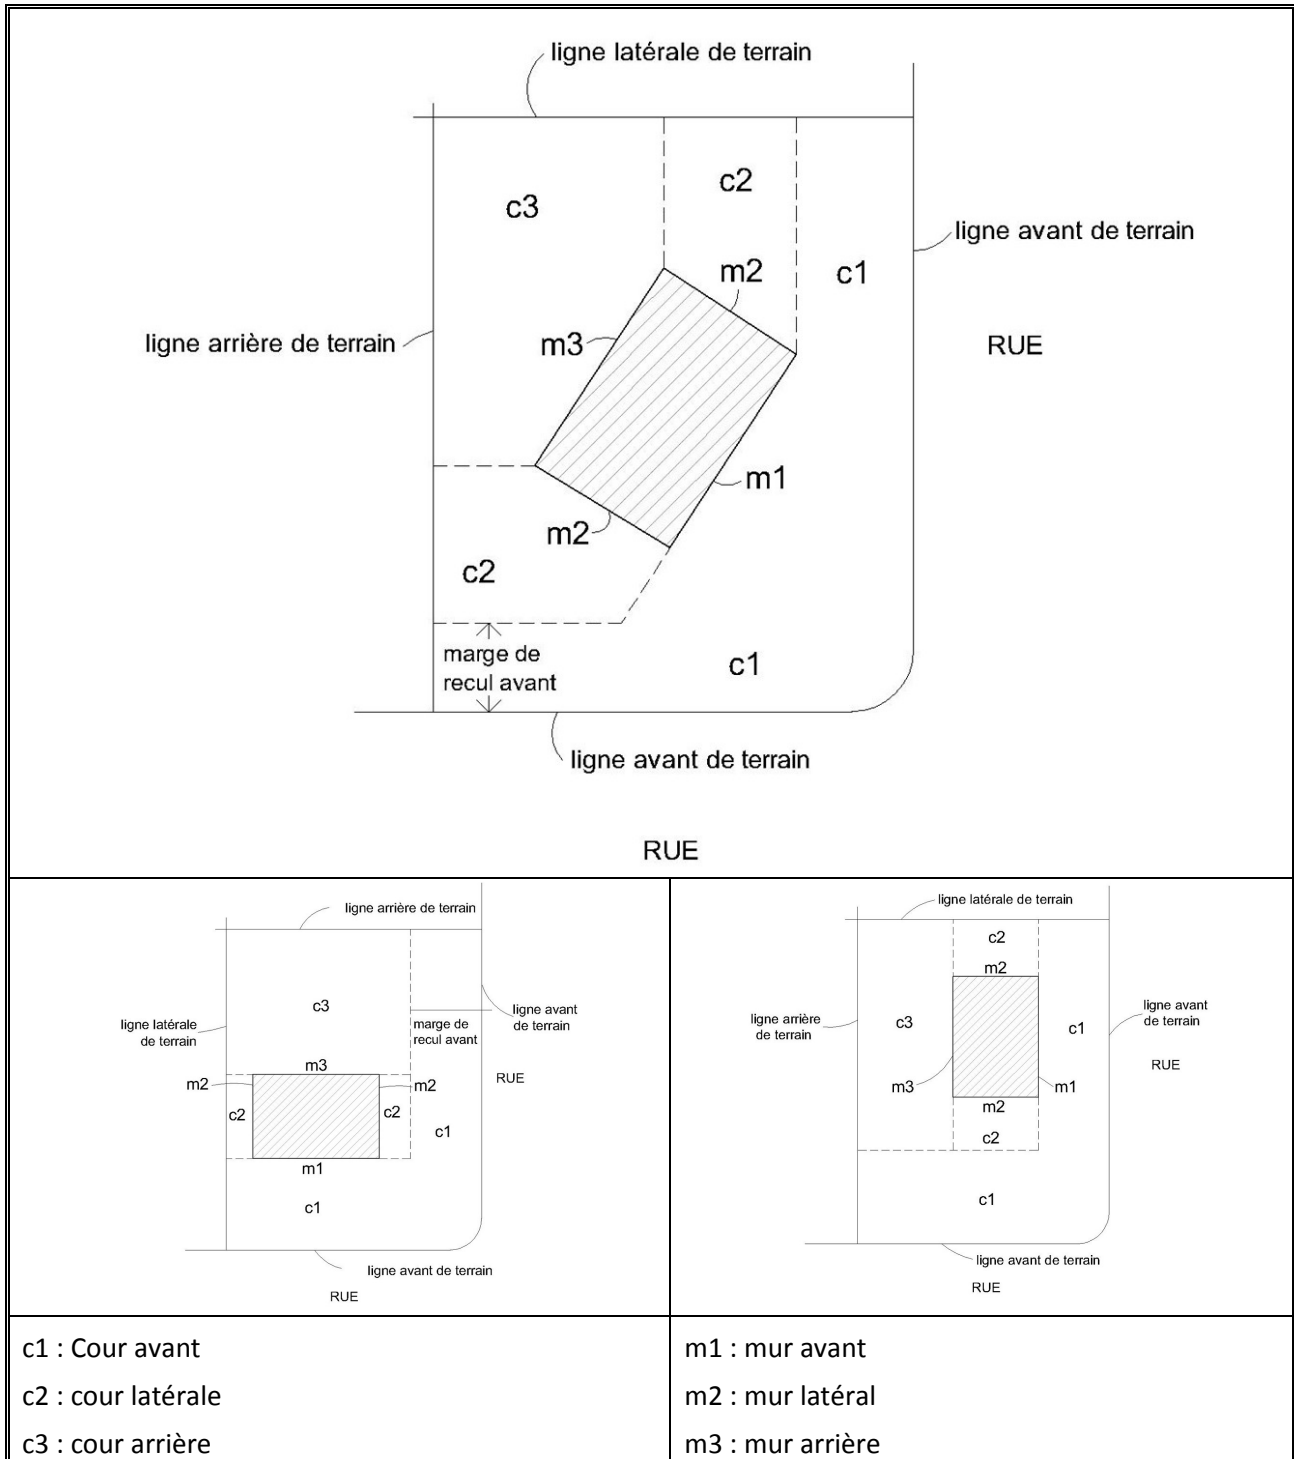 ligne latérale de terrain
c2
c3
ligne avant de terrain
m2
c1
ligne arrière de terrain
m3
RUE
m1
m2
c2
marge de
recul avant
c1
ligne avant de terrain
RUE
ligne arrière de terrain
c3
ligne avant
de terrain
ligne latérale
de terrain
marge de
recul avant
m3
m2
m2
RUE
c2
c2
c1
m1
c1
ligne avant de terrain
RUE
ligne latérale de terrain
c2
m2
ligne avant
de terrain
ligne arrière
de terrain
c3
c1
RUE
m3
m1
m2
c2
c1
ligne avant de terrain
RUE
c1 : Cour avant
c2 : cour latérale
c3 : cour arrière
m1 : mur avant
m2 : mur latéral
m3 : mur arrière